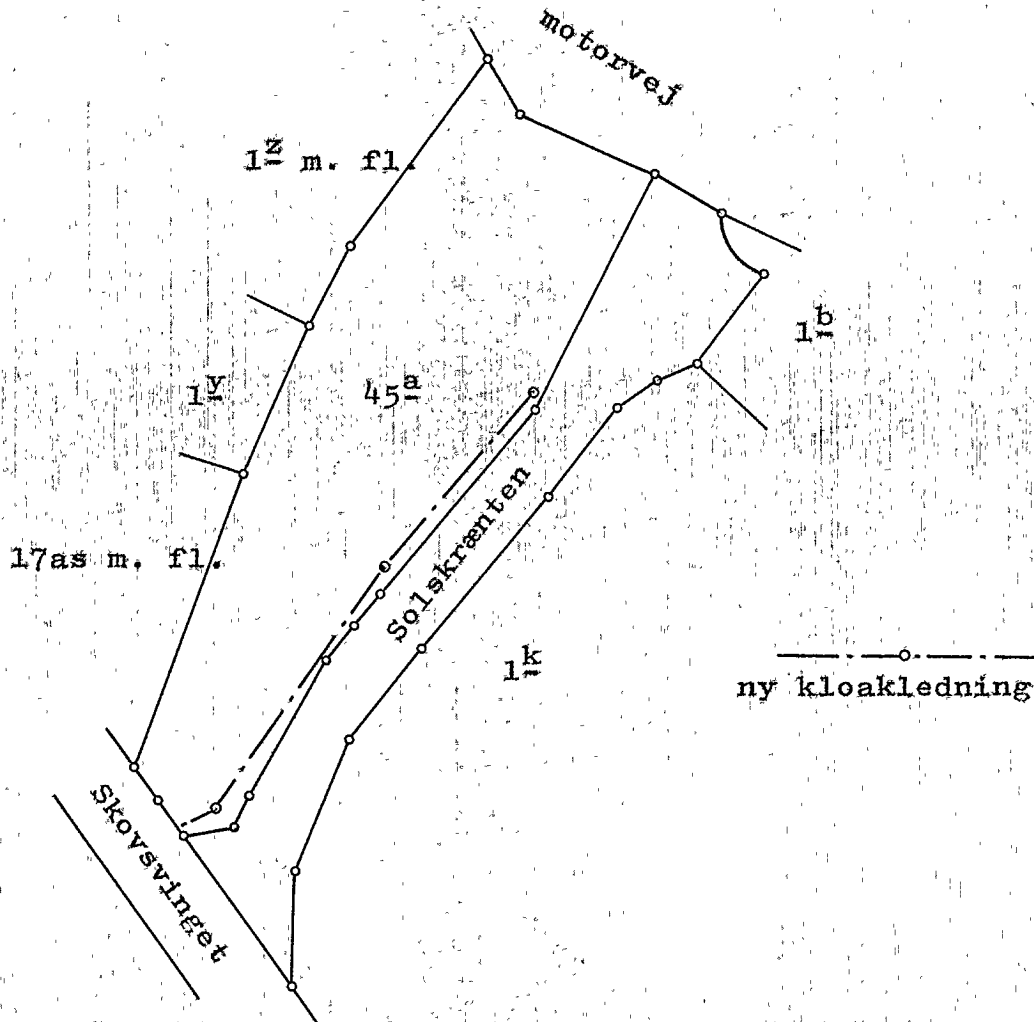 motorvej
1z m. fl.
1b
1y
45a
17as m. fl.
Solskrænten
1k
ny kloakledning
Skovsvinget